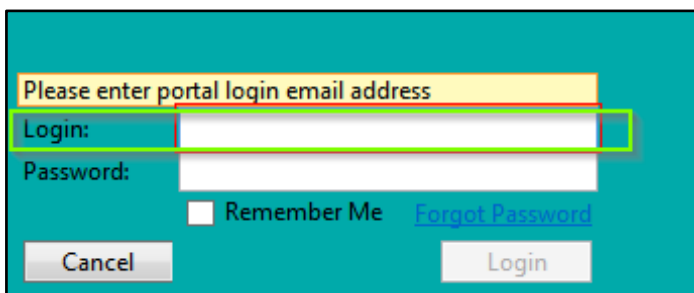 Please enter portal login email address
Login:
Password:
Remember Me Forgot Password
Cancel Login